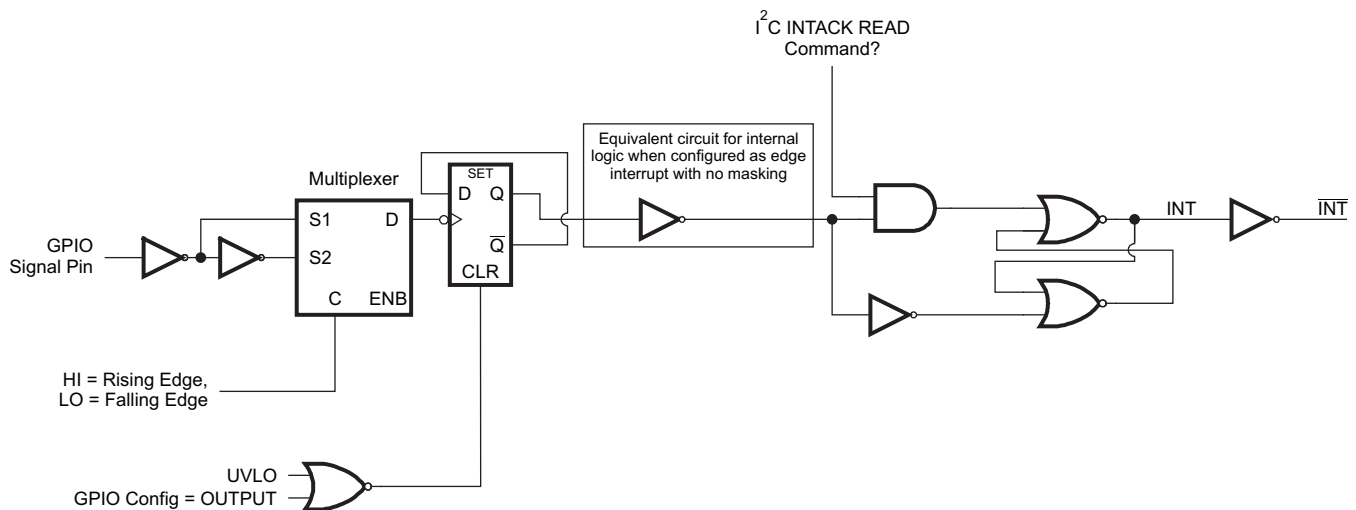 I²C INTACK READ
Command?
Equivalent circuit for internal
logic when configured as edge
interrupt with no masking
Multiplexer
SET
D Q
Q̅
CLR
S1 D
S2
C ENB
GPIO
Signal Pin
INT
I̅N̅T̅
HI = Rising Edge,
LO = Falling Edge
UVLO
GPIO Config = OUTPUT